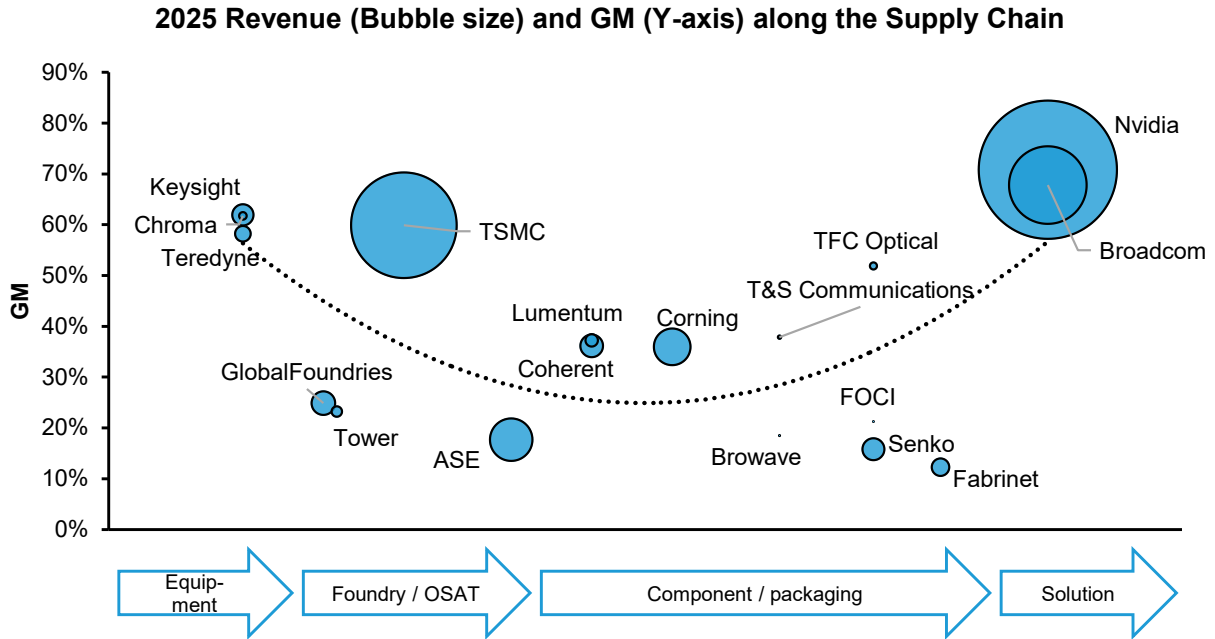 2025 Revenue (Bubble size) and GM (Y-axis) along the Supply Chain
GM
90%
80%
70%
60%
50%
40%
30%
20%
10%
0%
Keysight
Chroma
Teredyne
GlobalFoundries
Tower
TSMC
ASE
Lumentum
Coherent
Corning
TFC Optical
T&S Communications
FOCI
Browave
Senko
Fabrinet
Nvidia
Broadcom
Equip-
ment
Foundry / OSAT
Component / packaging
Solution